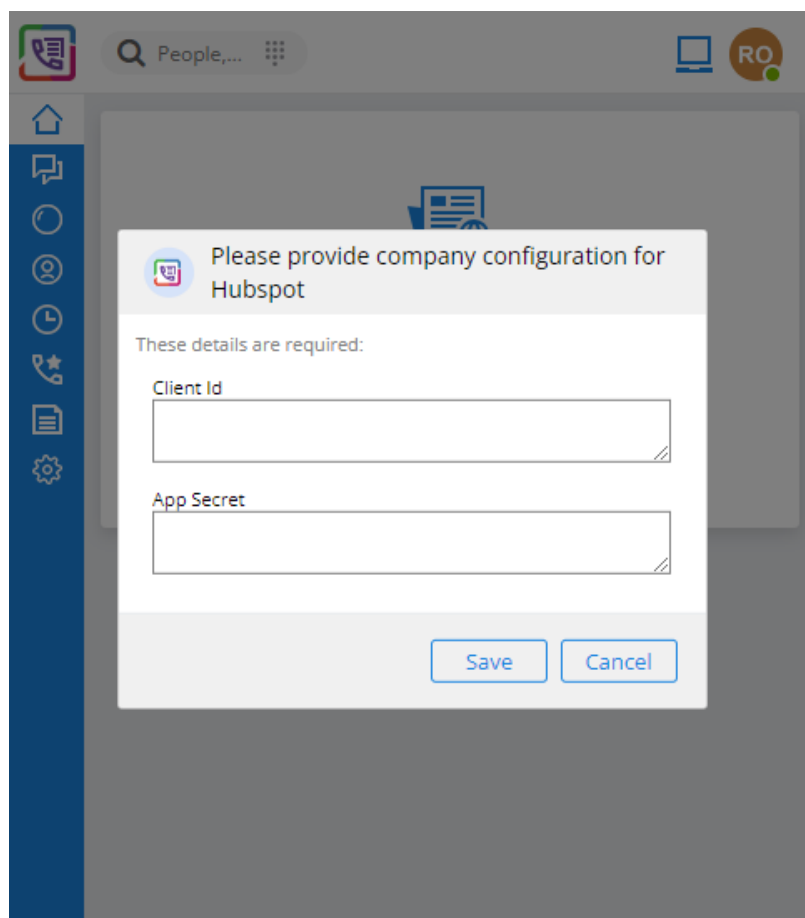 People,...
RO
Please provide company configuration for
Hubspot
These details are required:
Client Id
App Secret
Save
Cancel